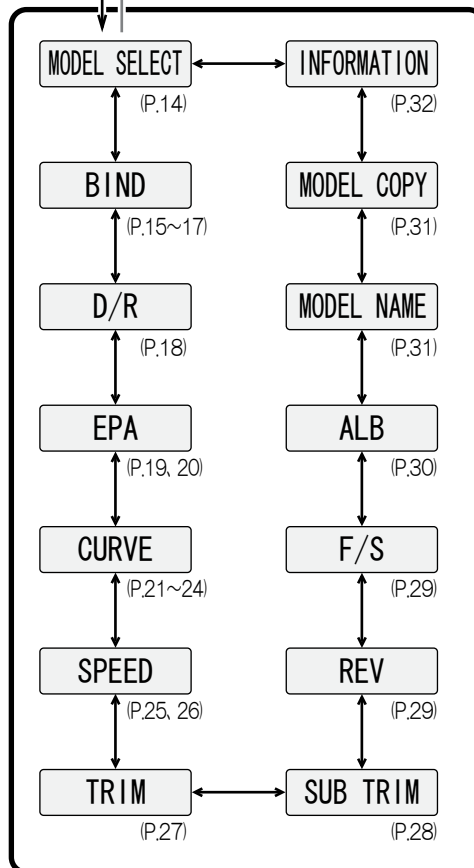 MODEL SELECT
(P.14)
BIND
(P.15~17)
D/R
(P.18)
EPA
(P.19、20)
CURVE
(P.21~24)
SPEED
(P.25、26)
TRIM
(P.27)
INFORMATION
(P.32)
MODEL COPY
(P.31)
MODEL NAME
(P.31)
ALB
(P.30)
F/S
(P.29)
REV
(P.29)
SUB TRIM
(P.28)